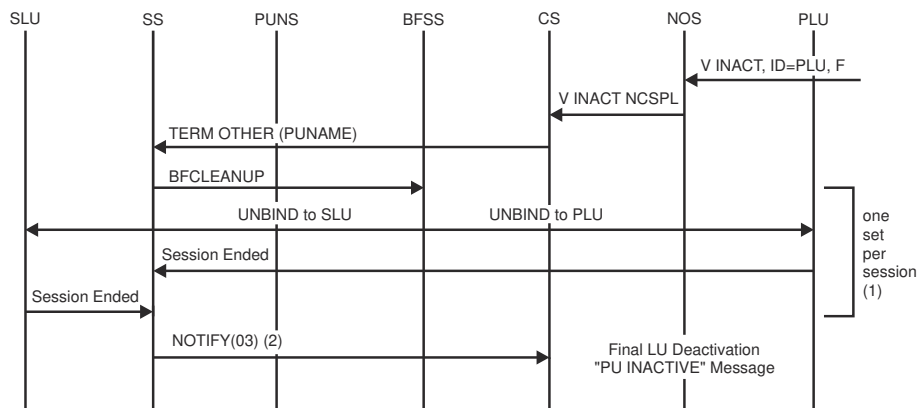 SLU SS PUNS BFSS CS NOS PLU
V INACT, ID=PLU, F
V INACT NCSPL
TERM OTHER (PUNAME)
BFCLEANUP
UNBIND to SLU UNBIND to PLU
one
set
per
session
(1)
Session Ended
Session Ended
NOTIFY(03) (2)
Final LU Deactivation
"PU INACTIVE" Message